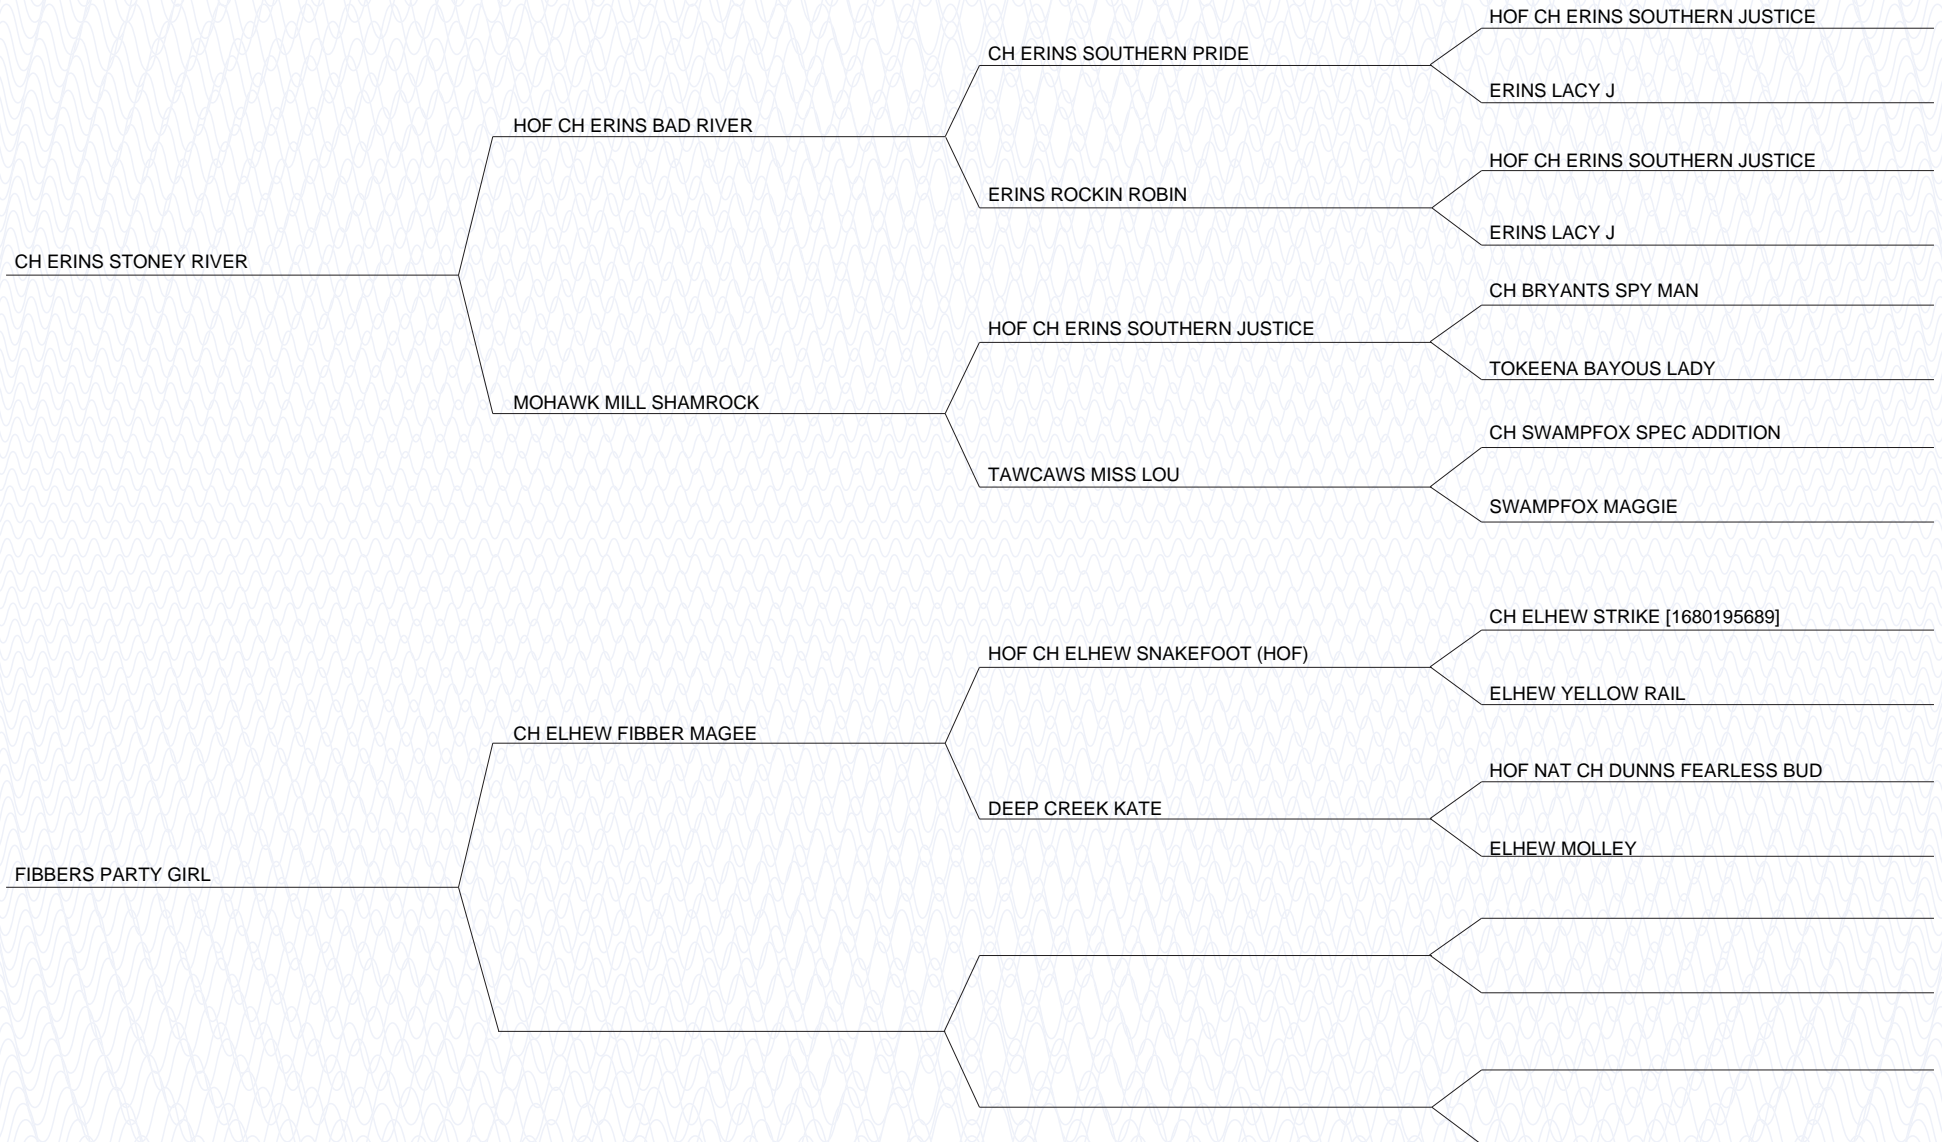 HOF CH ERINS SOUTHERN JUSTICE
CH ERINS SOUTHERN PRIDE
ERINS LACY J
HOF CH ERINS BAD RIVER
HOF CH ERINS SOUTHERN JUSTICE
ERINS ROCKIN ROBIN
ERINS LACY J
CH ERINS STONEY RIVER
CH BRYANTS SPY MAN
HOF CH ERINS SOUTHERN JUSTICE
TOKEENA BAYOUS LADY
MOHAWK MILL SHAMROCK
CH SWAMPFOX SPEC ADDITION
TAWCAWS MISS LOU
SWAMPFOX MAGGIE
CH ELHEW STRIKE [1680195689]
HOF CH ELHEW SNAKEFOOT (HOF)
ELHEW YELLOW RAIL
CH ELHEW FIBBER MAGEE
HOF NAT CH DUNNS FEARLESS BUD
DEEP CREEK KATE
ELHEW MOLLEY
FIBBERS PARTY GIRL